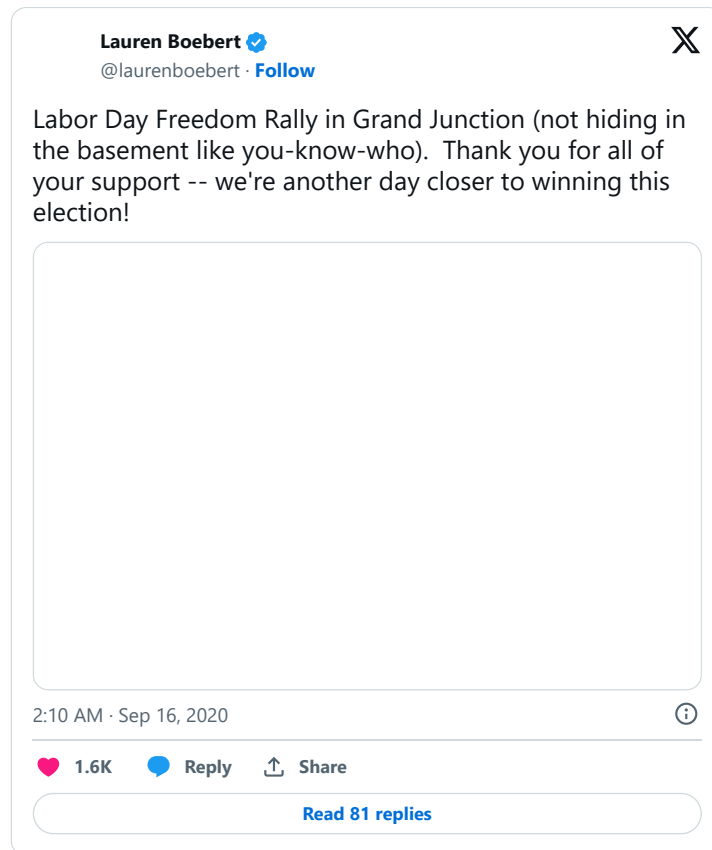 Lauren Boebert
@laurenboebert · Follow
Labor Day Freedom Rally in Grand Junction (not hiding in
the basement like you-know-who).  Thank you for all of
your support -- we're another day closer to winning this
election!
2:10 AM · Sep 16, 2020
1.6K Reply Share
Read 81 replies